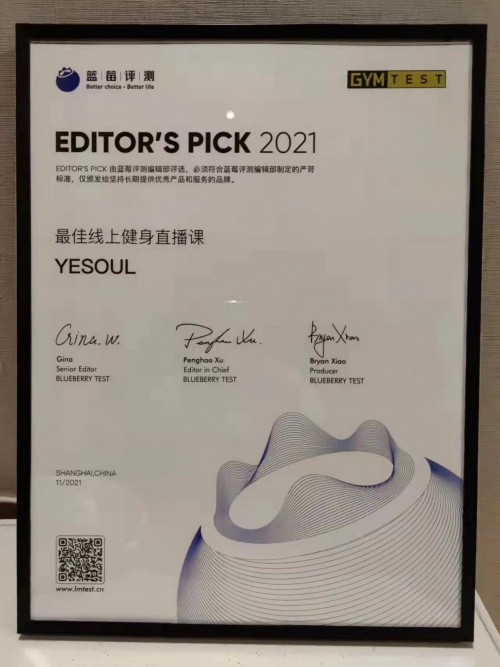 蓝莓评测
Better choice · Better life
GYMTEST
EDITOR'S PICK 2021
EDITOR'S PICK 由蓝莓评测编辑部评选，必须符合蓝莓评测编辑部制定的严苛
标准，仅颁发给坚持长期提供优秀产品和服务的品牌。
最佳线上健身直播课
YESOUL
Gina
Senior Editor
BLUEBERRY TEST
Penghao Xu
Editor in Chief
BLUEBERRY TEST
Bryan Xiao
Producer
BLUEBERRY TEST
SHANGHAI,CHINA
11/2021
www.lmtest.cn